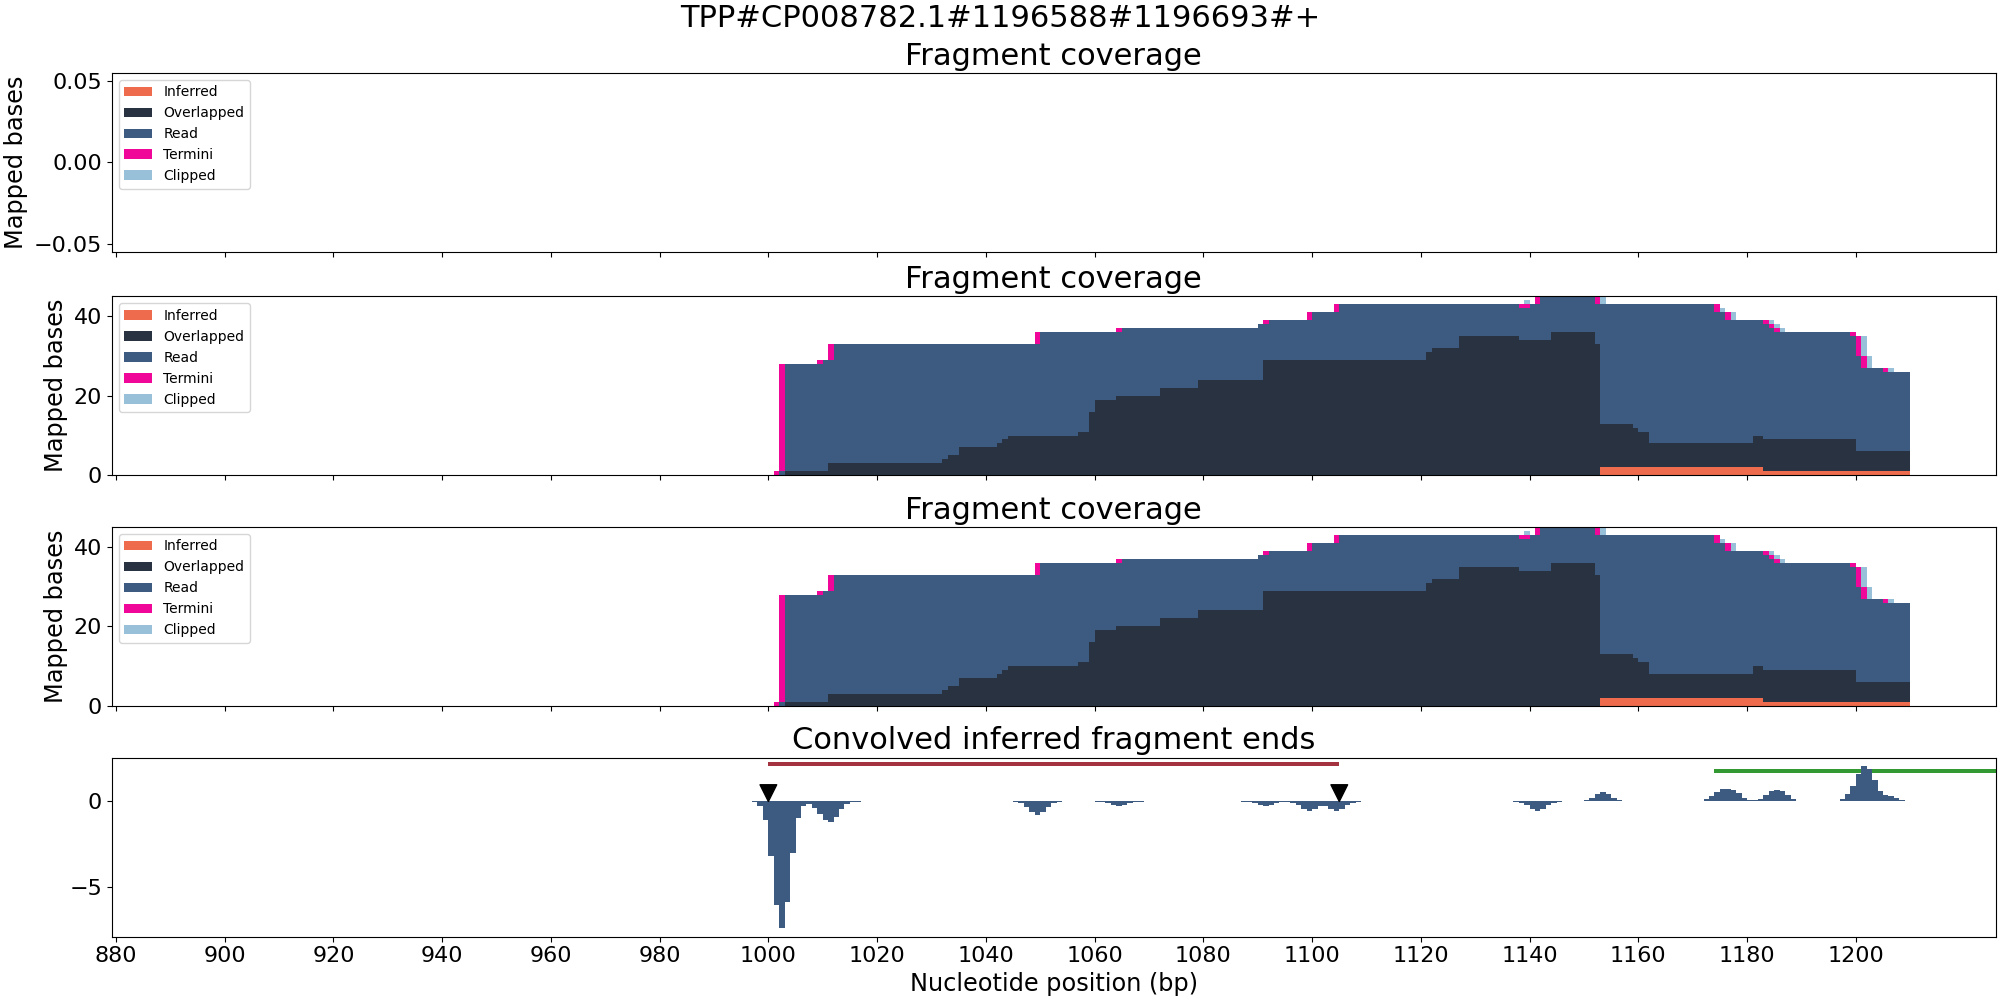 TPP#CP008782.1#1196588#1196693#+
Fragment coverage
Mapped bases
0.05
0.00
−0.05
Inferred
Overlapped
Read
Termini
Clipped
Fragment coverage
Mapped bases
40
20
0
Inferred
Overlapped
Read
Termini
Clipped
Fragment coverage
Mapped bases
40
20
0
Inferred
Overlapped
Read
Termini
Clipped
Convolved inferred fragment ends
0
−5
880 900 920 940 960 980 1000 1020 1040 1060 1080 1100 1120 1140 1160 1180 1200
Nucleotide position (bp)